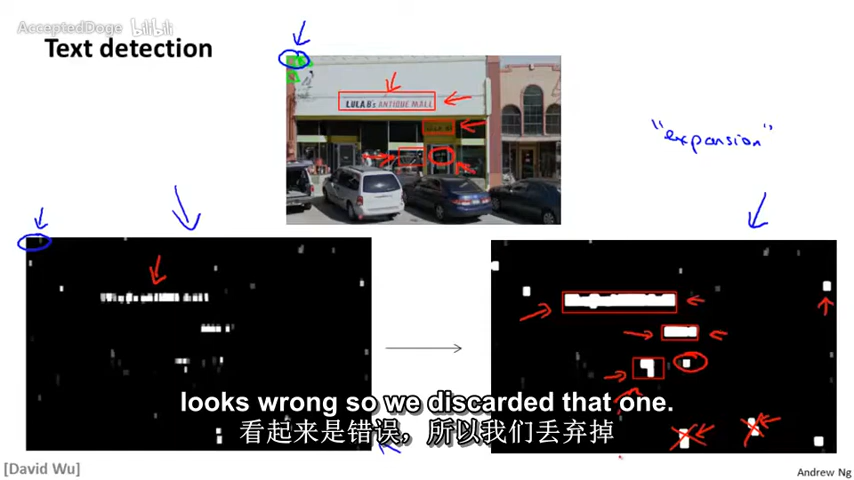 AcceptedDoge bilibili
Text detection
LULA B's ANTIQUE MALL
"expansion"
looks wrong so we discarded that one.
看起来是错误，所以我们丢弃掉
[David Wu]
Andrew Ng